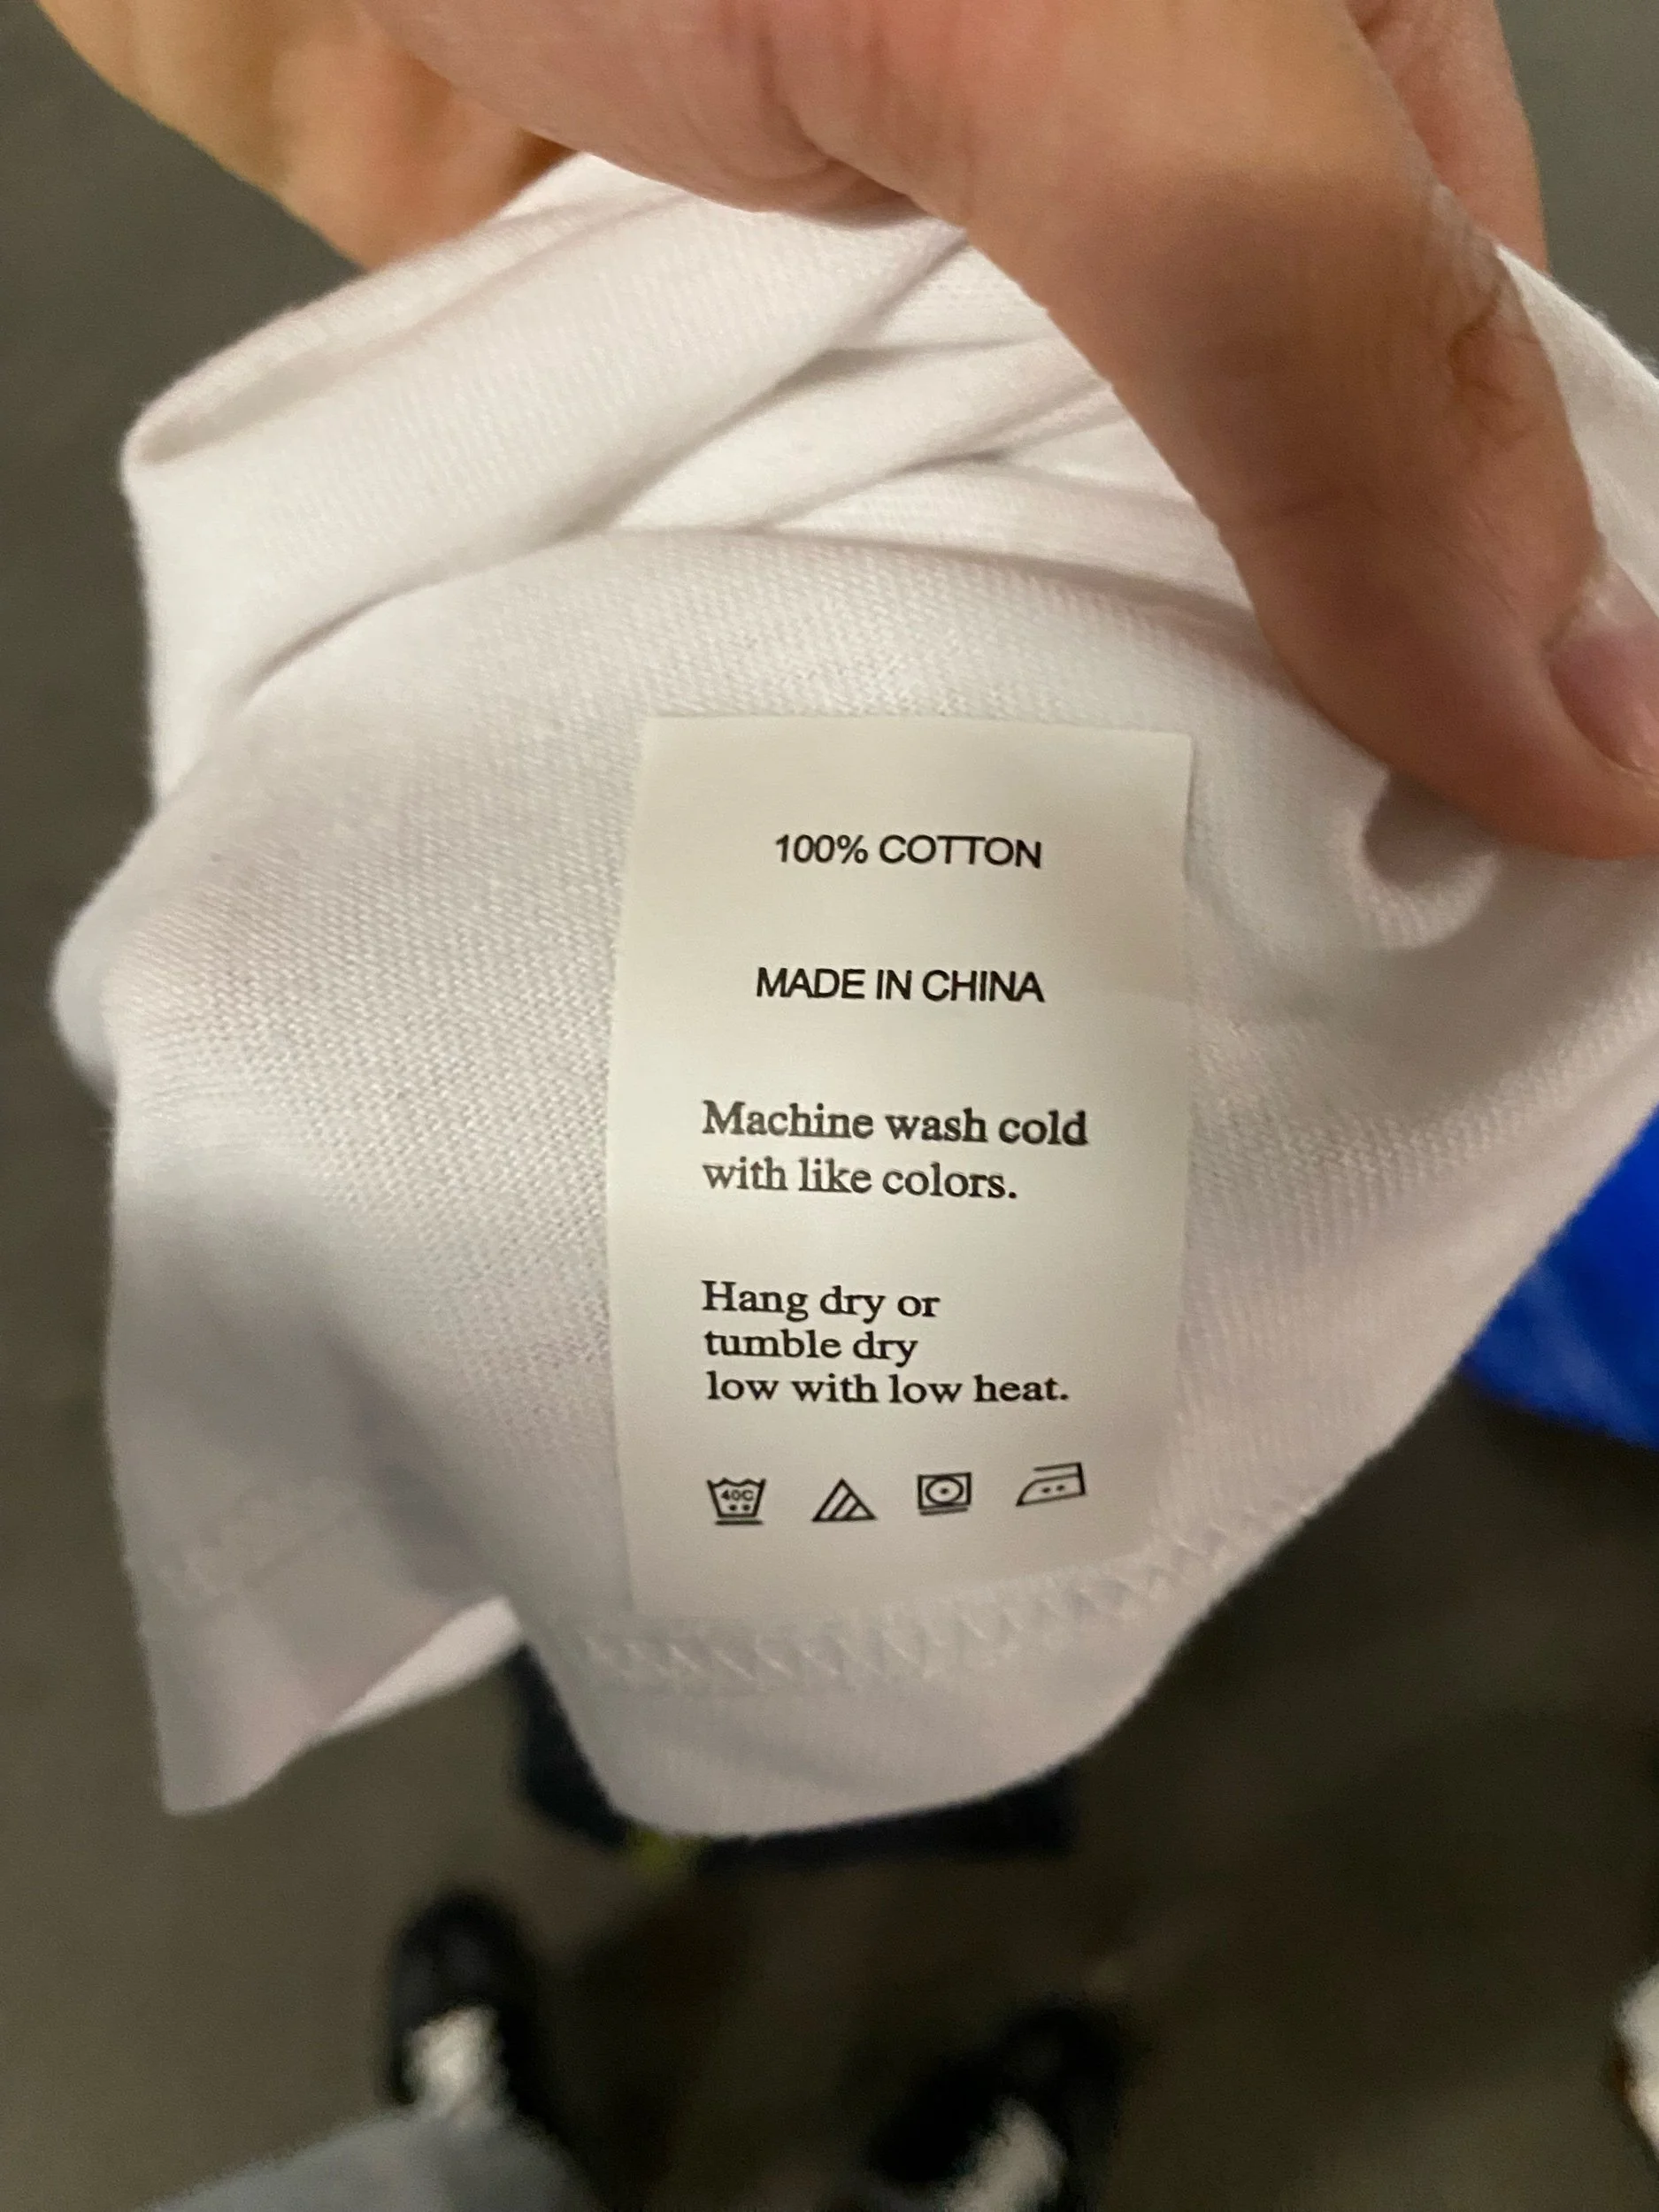 100% COTTON
MADE IN CHINA
Machine wash cold
with like colors.
Hang dry or
tumble dry
low with low heat.
40C